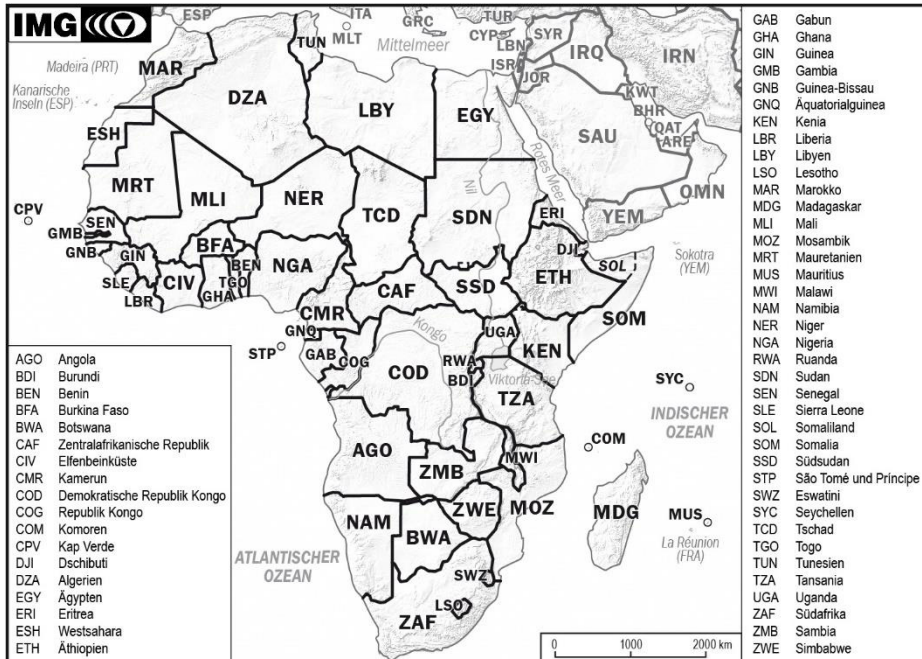 IMG
ESP
ITA
MLT
GRC
TUR
CYP
LBN
SYR
ISR
JOR
IRQ
IRN
KWT
BHR
QAT
ARE
SAU
OMN
YEM
Madeira (PRT)
Kanarische
Inseln (ESP)
Mittelmeer
Rotes Meer
Nil
Sokotra
(YEM)
MAR
TUN
DZA
LBY
EGY
ESH
MRT
MLI
NER
TCD
SDN
ERI
DJI
SOL
CPV
SEN
GMB
GNB
GIN
SLE
LBR
CIV
BFA
GHA
TGO
BEN
NGA
CMR
CAF
SSD
ETH
SOM
GNQ
STP
GAB
COG
Kongo
COD
UGA
RWA
BDI
KEN
TZA
SYC
INDISCHER
OZEAN
AGO
ZMB
MWI
COM
MOZ
MDG
MUS
La Réunion
(FRA)
NAM
BWA
ZWE
ATLANTISCHER
OZEAN
SWZ
LSO
ZAF
0 1000 2000 km
AGO Angola
BDI Burundi
BEN Benin
BFA Burkina Faso
BWA Botswana
CAF Zentralafrikanische Republik
CIV Elfenbeinküste
CMR Kamerun
COD Demokratische Republik Kongo
COG Republik Kongo
COM Komoren
CPV Kap Verde
DJI Dschibuti
DZA Algerien
EGY Ägypten
ERI Eritrea
ESH Westsahara
ETH Äthiopien
GAB Gabun
GHA Ghana
GIN Guinea
GMB Gambia
GNB Guinea-Bissau
GNQ Äquatorialguinea
KEN Kenia
LBR Liberia
LBY Libyen
LSO Lesotho
MAR Marokko
MDG Madagaskar
MLI Mali
MOZ Mosambik
MRT Mauretanien
MUS Mauritius
MWI Malawi
NAM Namibia
NER Niger
NGA Nigeria
RWA Ruanda
SDN Sudan
SEN Senegal
SLE Sierra Leone
SOL Somaliland
SOM Somalia
SSD Südsudan
STP São Tomé und Príncipe
SWZ Eswatini
SYC Seychellen
TCD Tschad
TGO Togo
TUN Tunesien
TZA Tansania
UGA Uganda
ZAF Südafrika
ZMB Sambia
ZWE Simbabwe